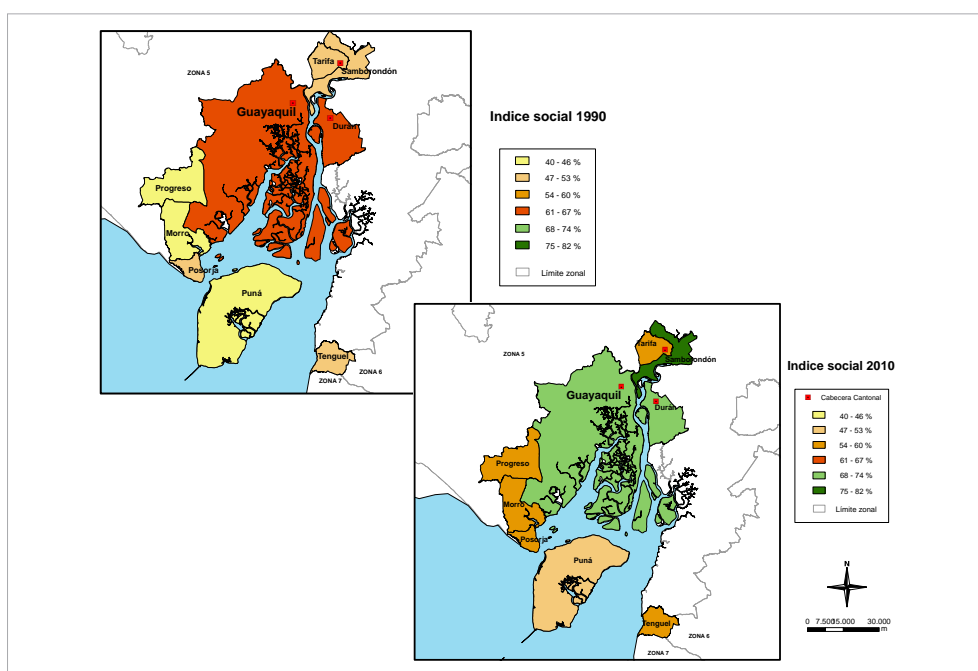 ZONA 5
Tarifa
Samborondón
Guayaquil
Durán
Progreso
Morro
Posorja
Puná
Tenguel
ZONA 6
ZONA 7
Indice social 1990
40 - 46 %
47 - 53 %
54 - 60 %
61 - 67 %
68 - 74 %
75 - 82 %
Límite zonal
ZONA 5
Tarifa
Samborondón
Guayaquil
Durán
Progreso
Morro
Posorja
Puná
Tenguel
ZONA 6
ZONA 7
Indice social 2010
Cabecera Cantonal
40 - 46 %
47 - 53 %
54 - 60 %
61 - 67 %
68 - 74 %
75 - 82 %
Límite zonal
N
0 7.500 15.000 30.000
m